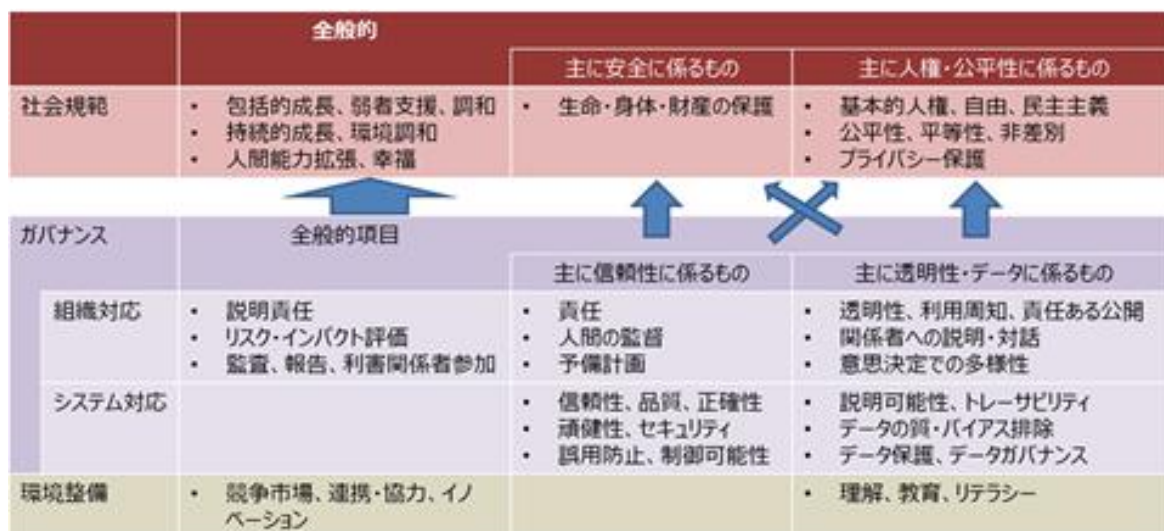 全般的
主に安全に係るもの
主に人権・公平性に係るもの
社会規範
• 包括的成長、弱者支援、調和
• 持続的成長、環境調和
• 人間能力拡張、幸福
• 生命・身体・財産の保護
• 基本的人権、自由、民主主義
• 公平性、平等性、非差別
• プライバシー保護
ガバナンス
全般的項目
主に信頼性に係るもの
主に透明性・データに係るもの
組織対応
• 説明責任
• リスク・インパクト評価
• 監査、報告、利害関係者参加
• 責任
• 人間の監督
• 予備計画
• 透明性、利用周知、責任ある公開
• 関係者への説明・対話
• 意思決定での多様性
システム対応
• 信頼性、品質、正確性
• 頑健性、セキュリティ
• 誤用防止、制御可能性
• 説明可能性、トレーサビリティ
• データの質・バイアス排除
• データ保護、データガバナンス
環境整備
• 競争市場、連携・協力、イノ
ベーション
• 理解、教育、リテラシー